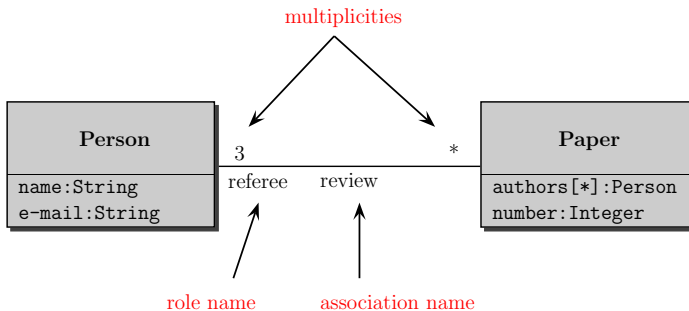 multiplicities
Person
Paper
3
*
referee
review
name:String
e-mail:String
authors[*]:Person
number:Integer
role name
association name